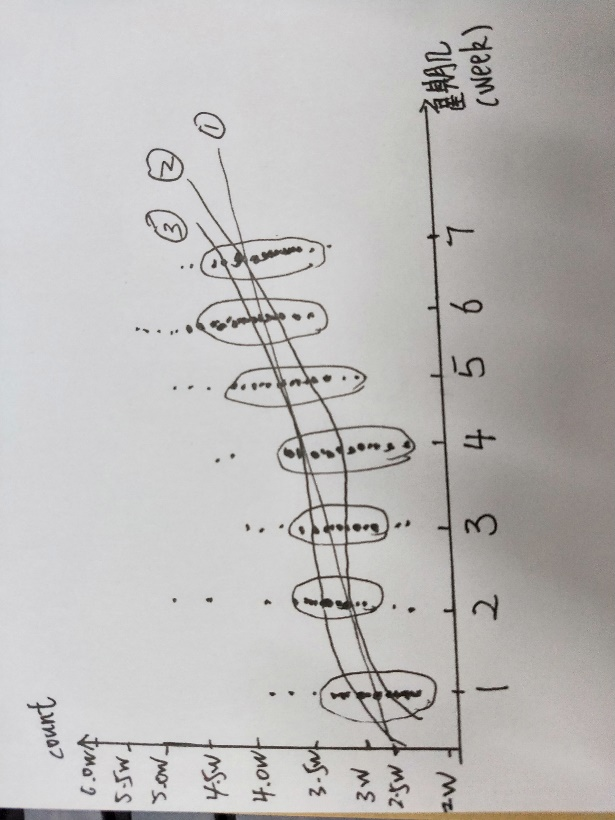 count
6.0W
5.5W
5.0W
4.5W
4.0W
3.5W
3W
2.5W
2W
①
②
③
1 2 3 4 5 6 7
星期几
(week)